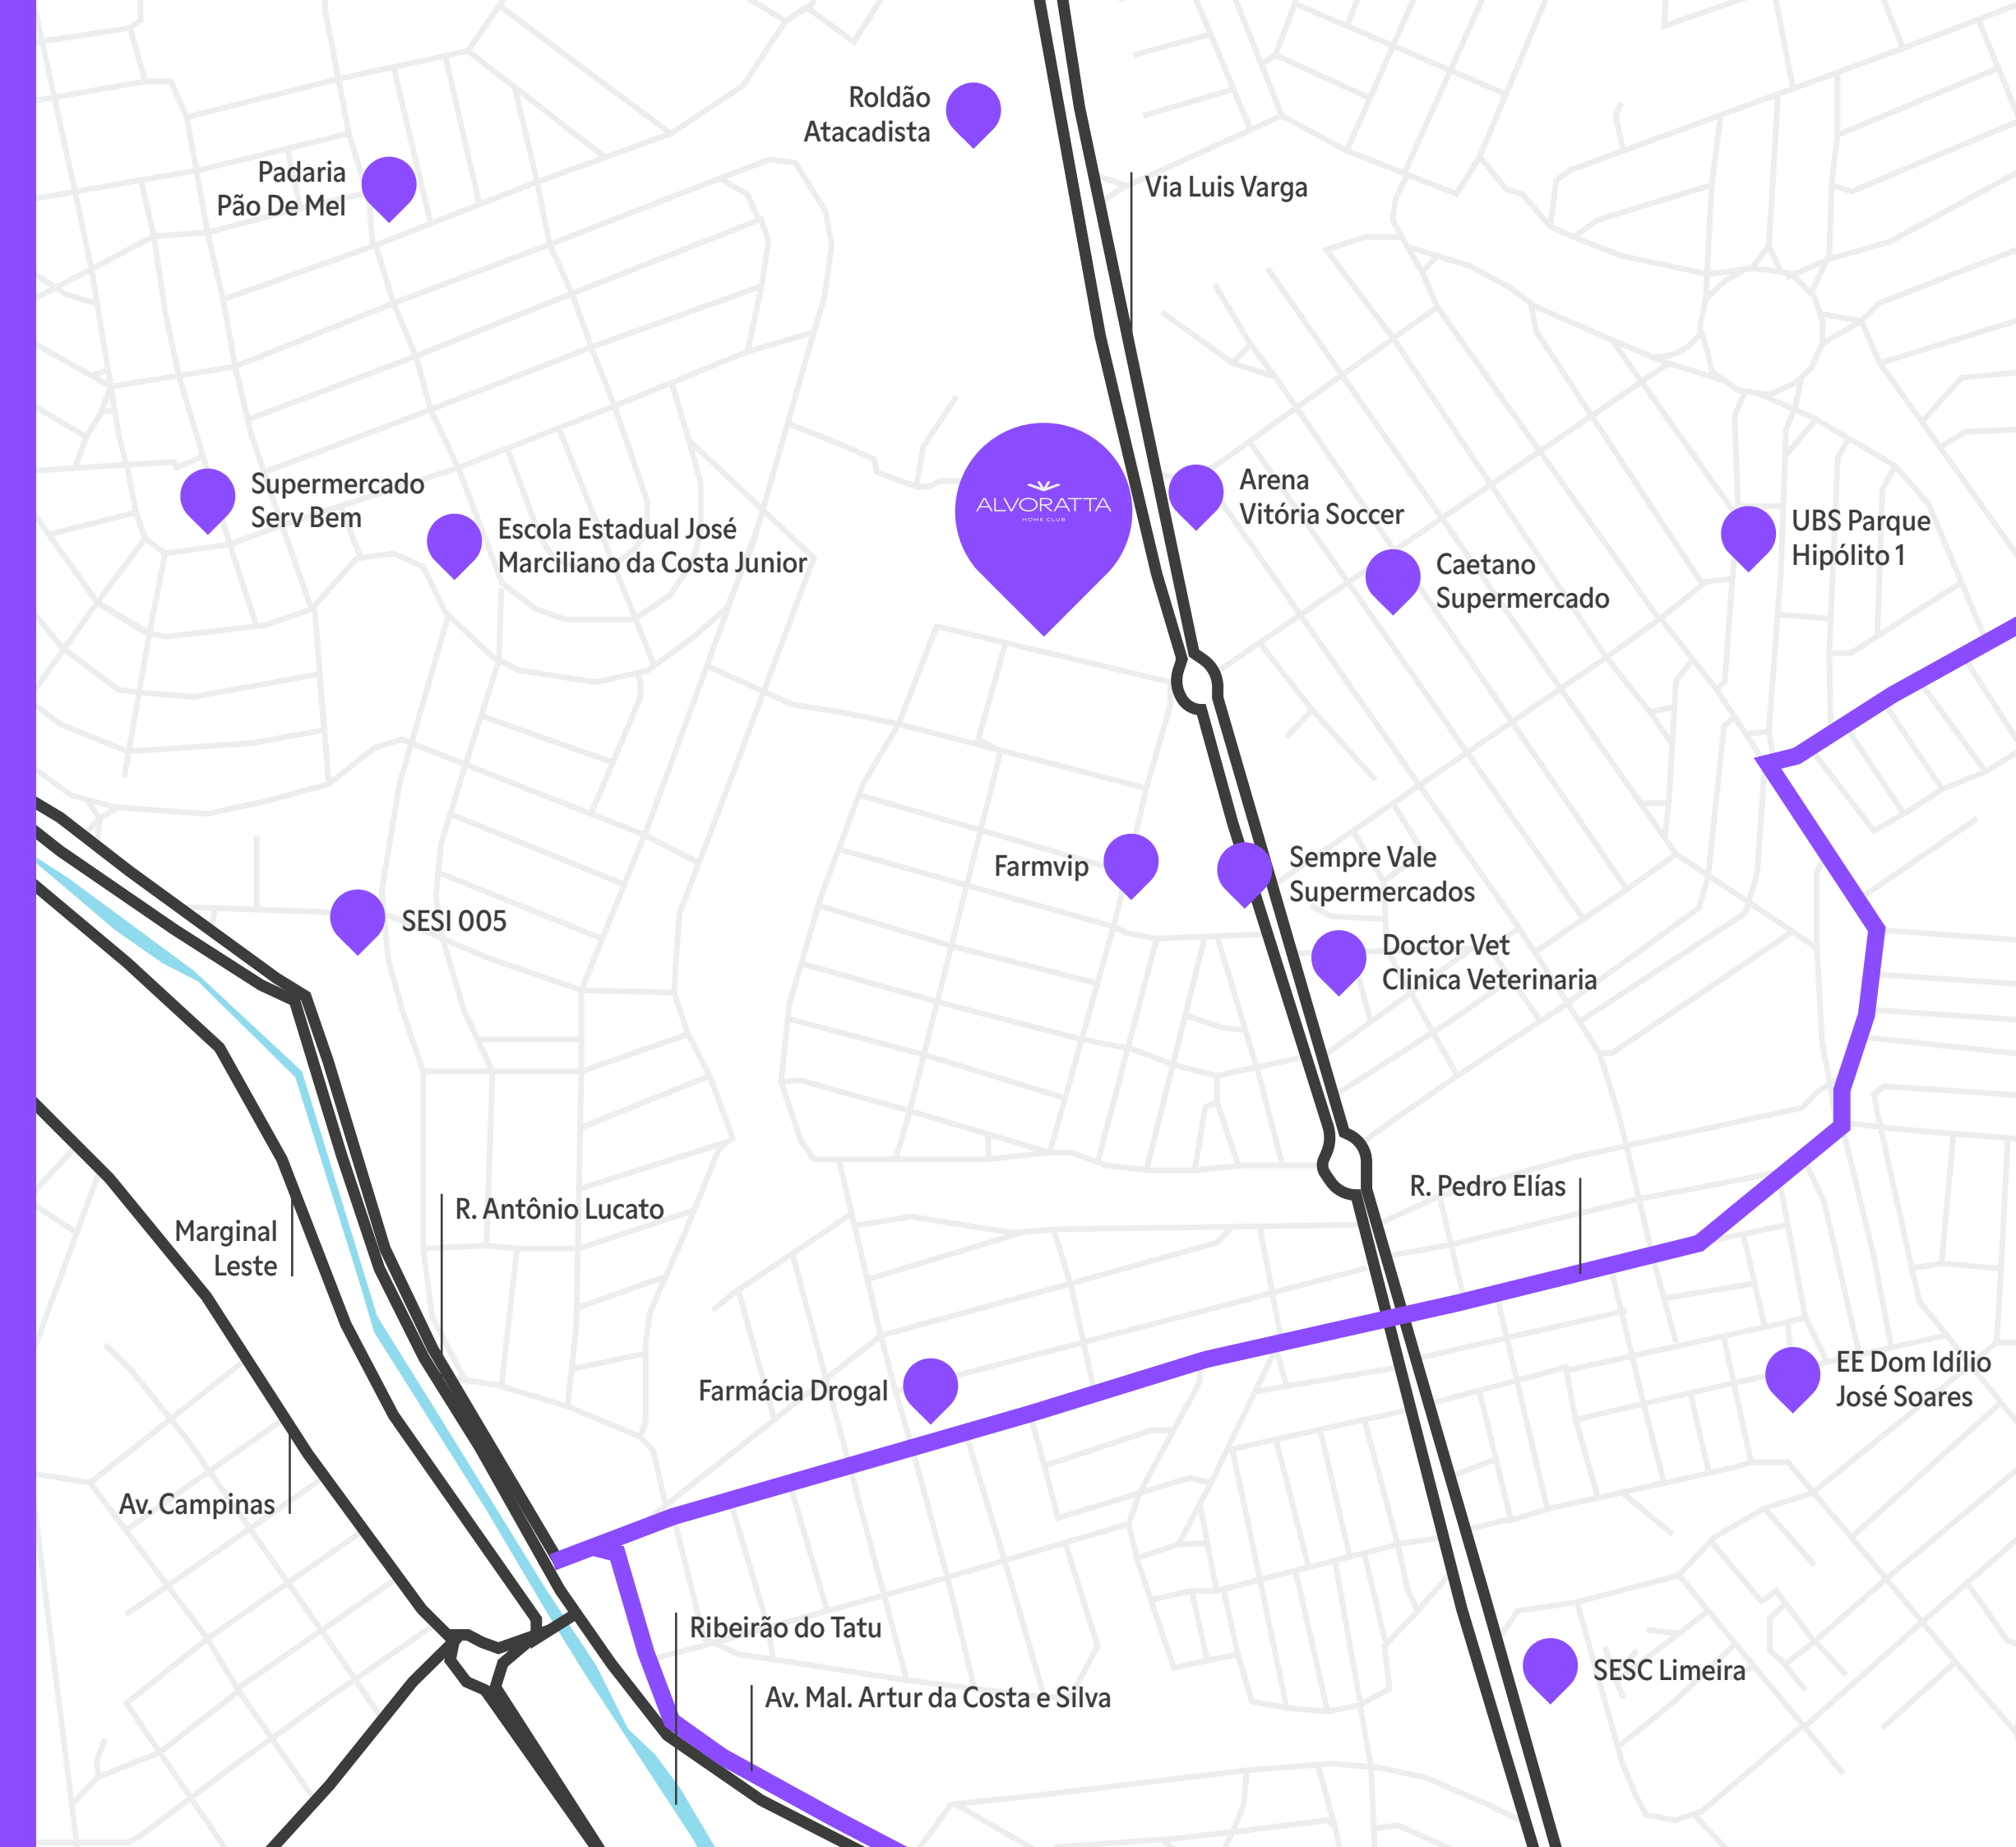 Roldão
Atacadista
Padaria
Pão De Mel
Via Luis Varga
Supermercado
Serv Bem
Escola Estadual José
Marciliano da Costa Junior
ALVORATTA
HOME CLUB
Arena
Vitória Soccer
Caetano
Supermercado
UBS Parque
Hipólito 1
Farmvip
Sempre Vale
Supermercados
SESI 005
Doctor Vet
Clinica Veterinaria
R. Pedro Elías
R. Antônio Lucato
Marginal
Leste
Farmácia Drogal
EE Dom Idílio
José Soares
Av. Campinas
Ribeirão do Tatu
SESC Limeira
Av. Mal. Artur da Costa e Silva